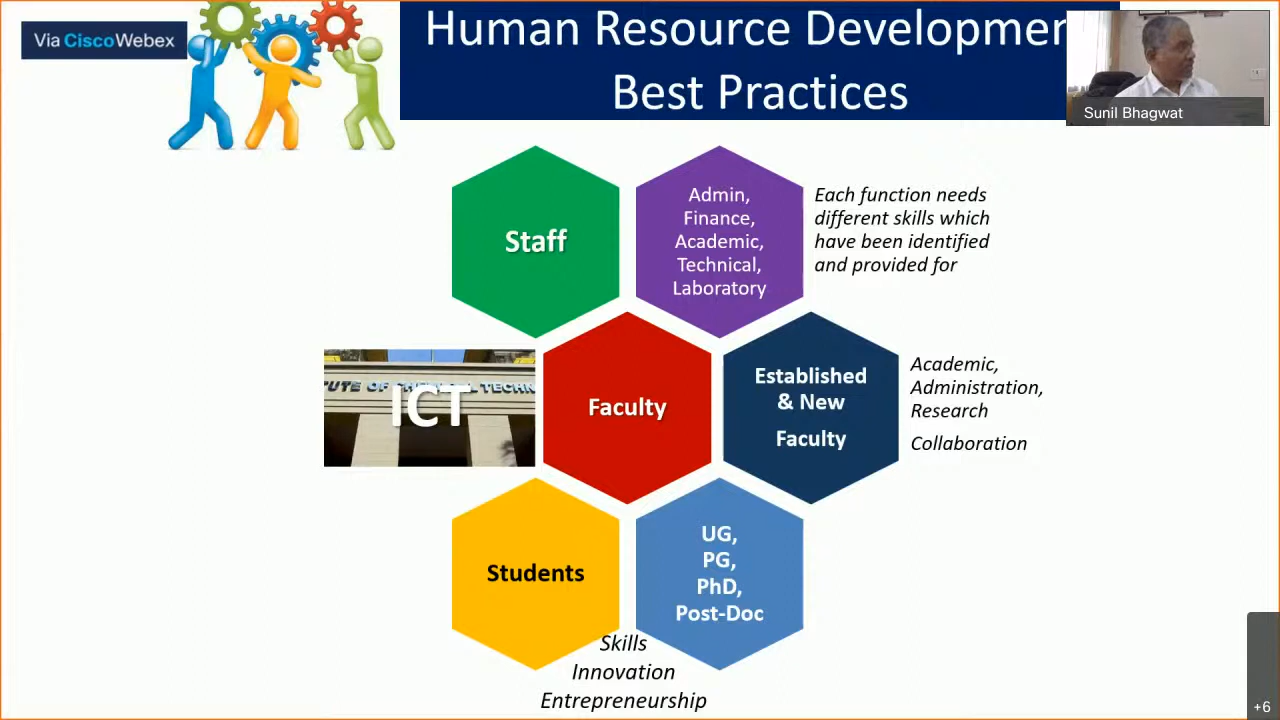 Via CiscoWebex
Human Resource Developmen
Best Practices
Sunil Bhagwat
Staff
Admin,
Finance,
Academic,
Technical,
Laboratory
Each function needs
different skills which
have been identified
and provided for
ICT
Faculty
Established
& New
Faculty
Academic,
Administration,
Research
Collaboration
Students
UG,
PG,
PhD,
Post-Doc
Skills
Innovation
Entrepreneurship
+6